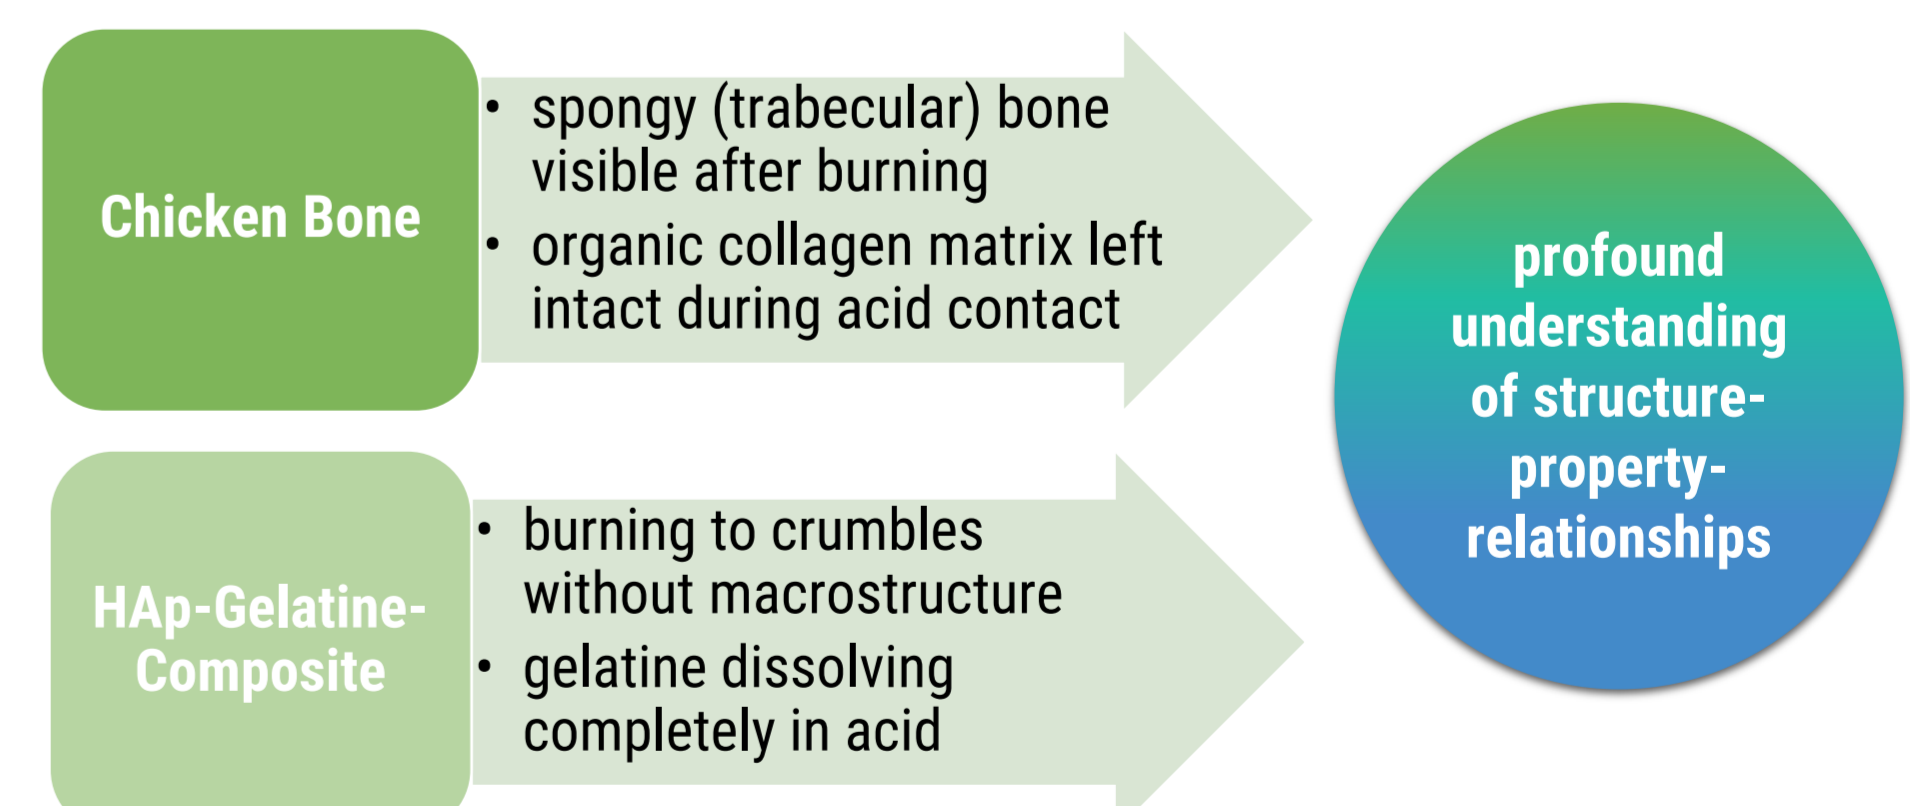 Chicken Bone
• spongy (trabecular) bone
visible after burning
• organic collagen matrix left
intact during acid contact
HAp-Gelatine-
Composite
• burning to crumbles
without macrostructure
• gelatine dissolving
completely in acid
profound
understanding
of structure-
property-
relationships